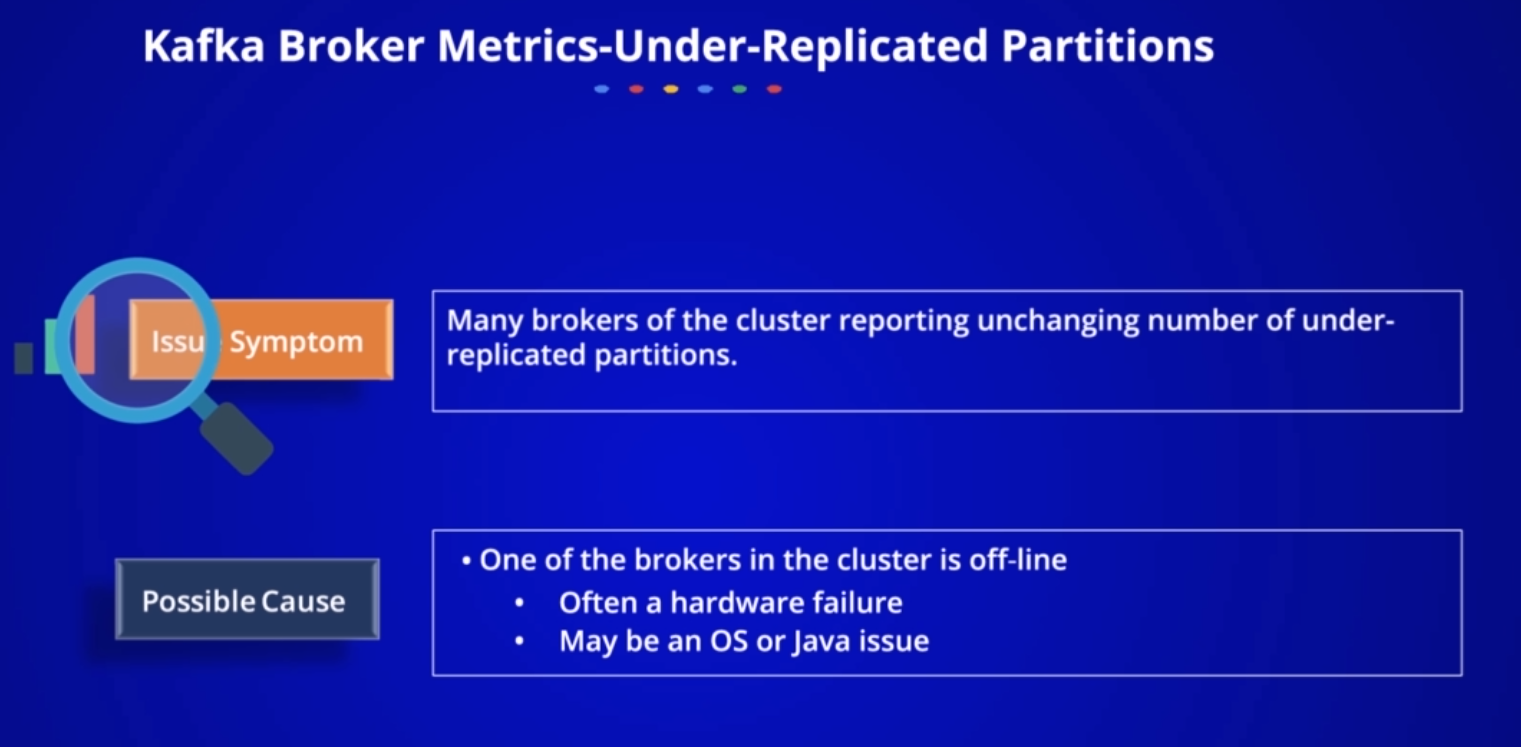 Kafka Broker Metrics-Under-Replicated Partitions
Issue Symptom
Many brokers of the cluster reporting unchanging number of under-
replicated partitions.
Possible Cause
• One of the brokers in the cluster is off-line
• Often a hardware failure
• May be an OS or Java issue